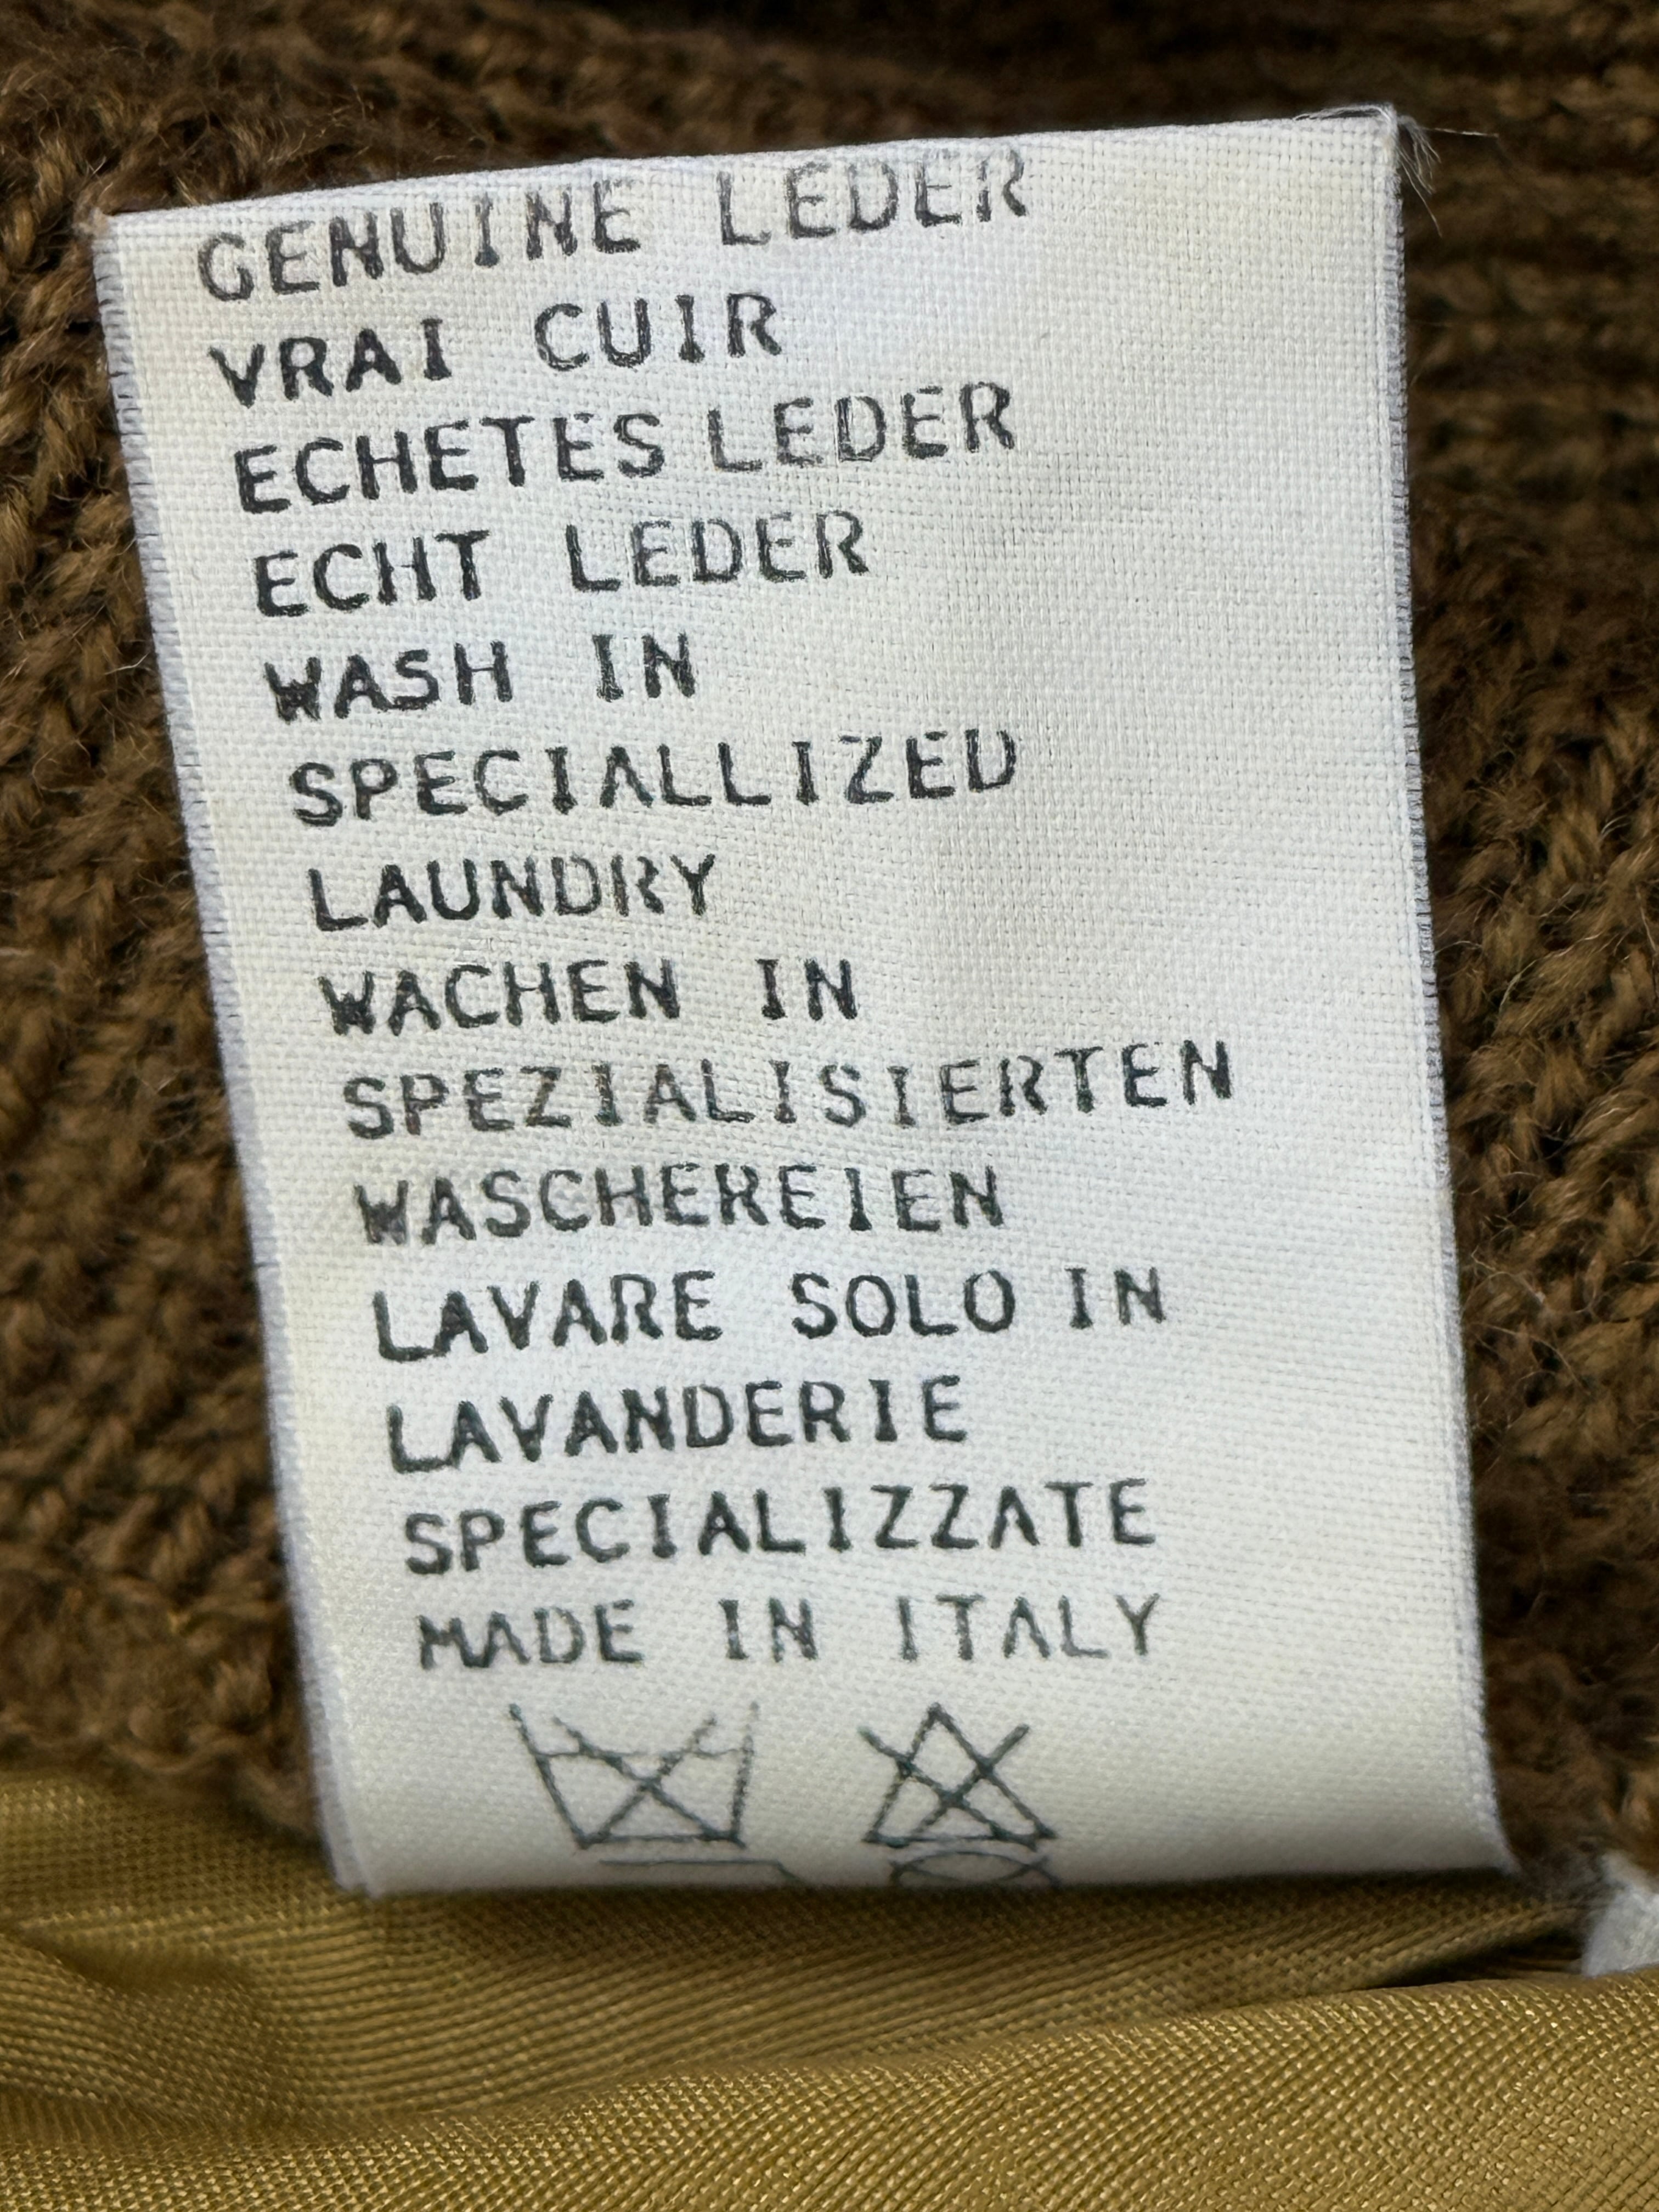 GENUINE LEDER
VRAI CUIR
ECHETES LEDER
ECHT LEDER
WASH IN
SPECIALLIZED
LAUNDRY
WACHEN IN
SPEZIALISIERTEN
WASCHEREIEN
LAVARE SOLO IN
LAVANDERIE
SPECIALIZZATE
MADE IN ITALY